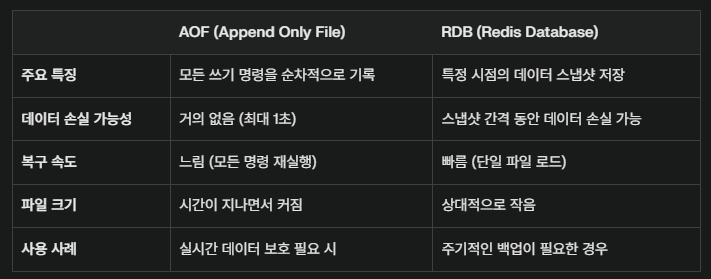 AOF (Append Only File) RDB (Redis Database)
주요 특징 모든 쓰기 명령을 순차적으로 기록 특정 시점의 데이터 스냅샷 저장
데이터 손실 가능성 거의 없음 (최대 1초) 스냅샷 간격 동안 데이터 손실 가능
복구 속도 느림 (모든 명령 재실행) 빠름 (단일 파일 로드)
파일 크기 시간이 지나면서 커짐 상대적으로 작음
사용 사례 실시간 데이터 보호 필요 시 주기적인 백업이 필요한 경우